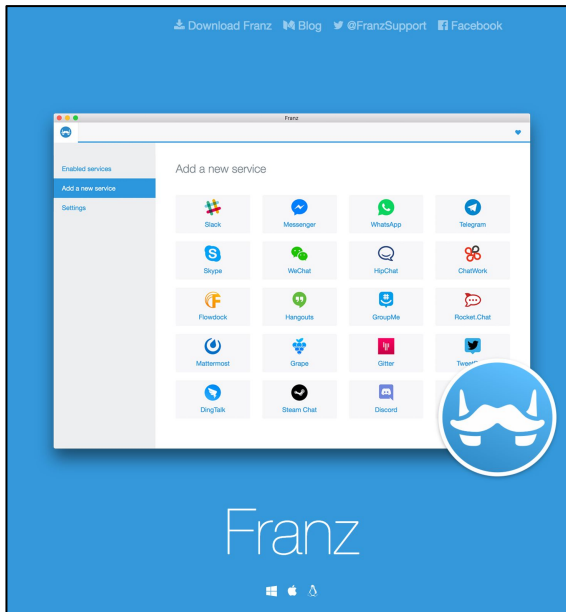 Download Franz Blog @FranzSupport Facebook
Franz
Enabled services
Add a new service
Settings
Add a new service
Slack Messenger WhatsApp Telegram
Skype WeChat HipChat ChatWork
Flowdock Hangouts GroupMe Rocket.Chat
Mattermost Grape Gitter
DingTalk Steam Chat Discord
Franz